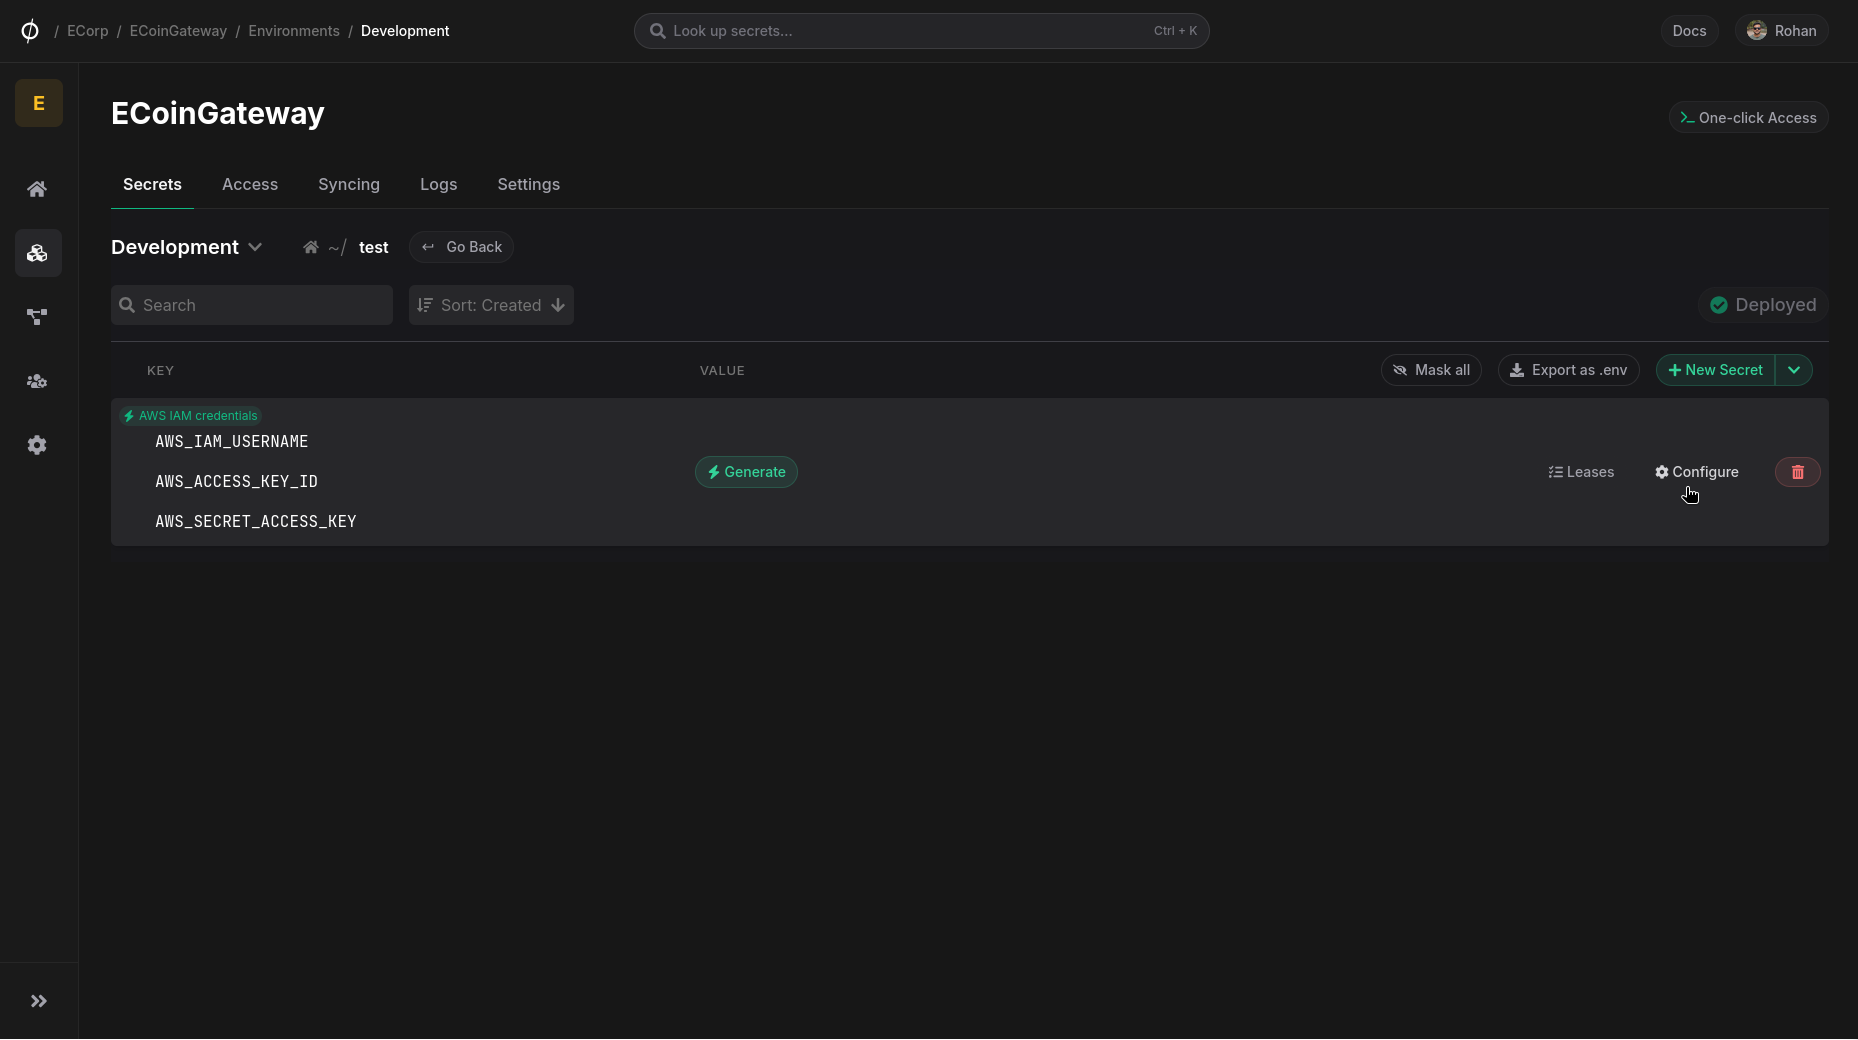 / ECorp / ECoinGateway / Environments / Development
Look up secrets... Ctrl + K
Docs
Rohan
E
ECoinGateway
>_ One-click Access
Secrets Access Syncing Logs Settings
Development ~/ test Go Back
Search
Sort: Created
Deployed
KEY VALUE
Mask all
Export as .env
+ New Secret
AWS IAM credentials
AWS_IAM_USERNAME
Generate
Leases
Configure
AWS_ACCESS_KEY_ID
AWS_SECRET_ACCESS_KEY